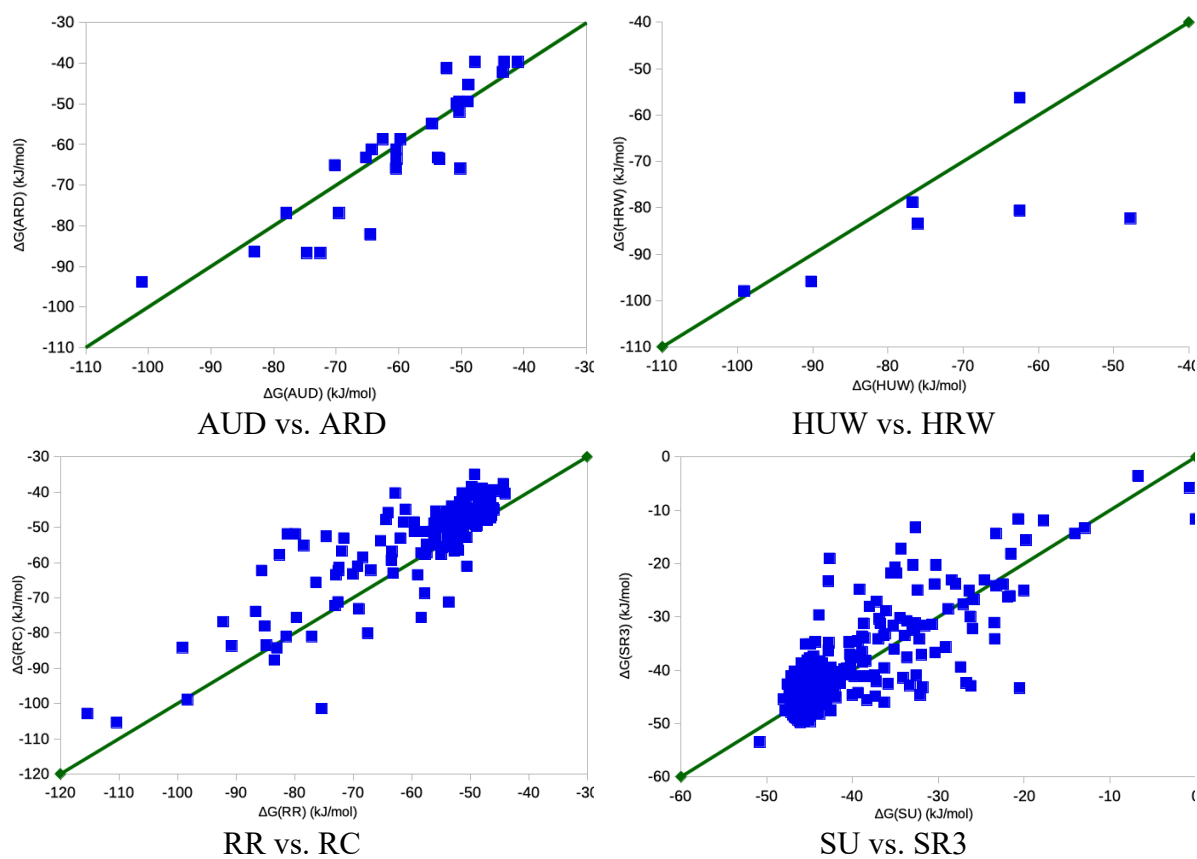 -30
-40
-50
-60
-70
-80
-90
-100
-110
-110 -100 -90 -80 -70 -60 -50 -40 -30
ΔG(ARD) (kJ/mol)
ΔG(AUD) (kJ/mol)
AUD vs. ARD
-40
-50
-60
-70
-80
-90
-100
-110
-110 -100 -90 -80 -70 -60 -50 -40
ΔG(HRW) (kJ/mol)
ΔG(HUW) (kJ/mol)
HUW vs. HRW
-30
-40
-50
-60
-70
-80
-90
-100
-110
-120
-120 -110 -100 -90 -80 -70 -60 -50 -40 -30
ΔG(RC) (kJ/mol)
ΔG(RR) (kJ/mol)
RR vs. RC
0
-10
-20
-30
-40
-50
-60
-60 -50 -40 -30 -20 -10 0
ΔG(SR3) (kJ/mol)
ΔG(SU) (kJ/mol)
SU vs. SR3